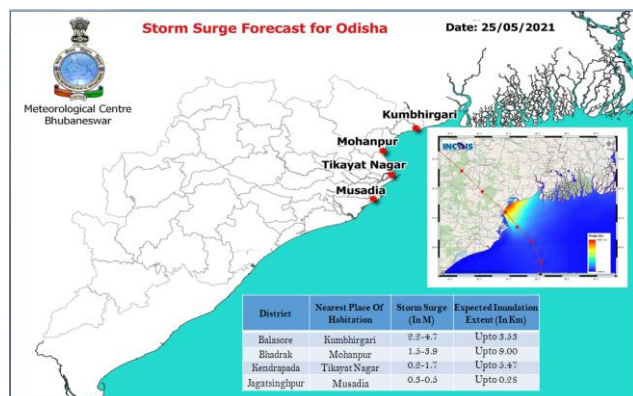 Storm Surge Forecast for Odisha
Date: 25/05/2021
Meteorological Centre
Bhubaneswar
Kumbhirgari
Mohanpur
Tikayat Nagar
Musadia
INCOIS
District Nearest Place Of Habitation Storm Surge (In M) Expected Inundation Extent (In Km)
Balasore Kumbhirgari 2.2-4.7 Upto 3.53
Bhadrak Mohanpur 1.5-3.9 Upto 9.00
Kendrapada Tikayat Nagar 0.2-1.7 Upto 5.47
Jagatsinghpur Musadia 0.3-0.5 Upto 0.28